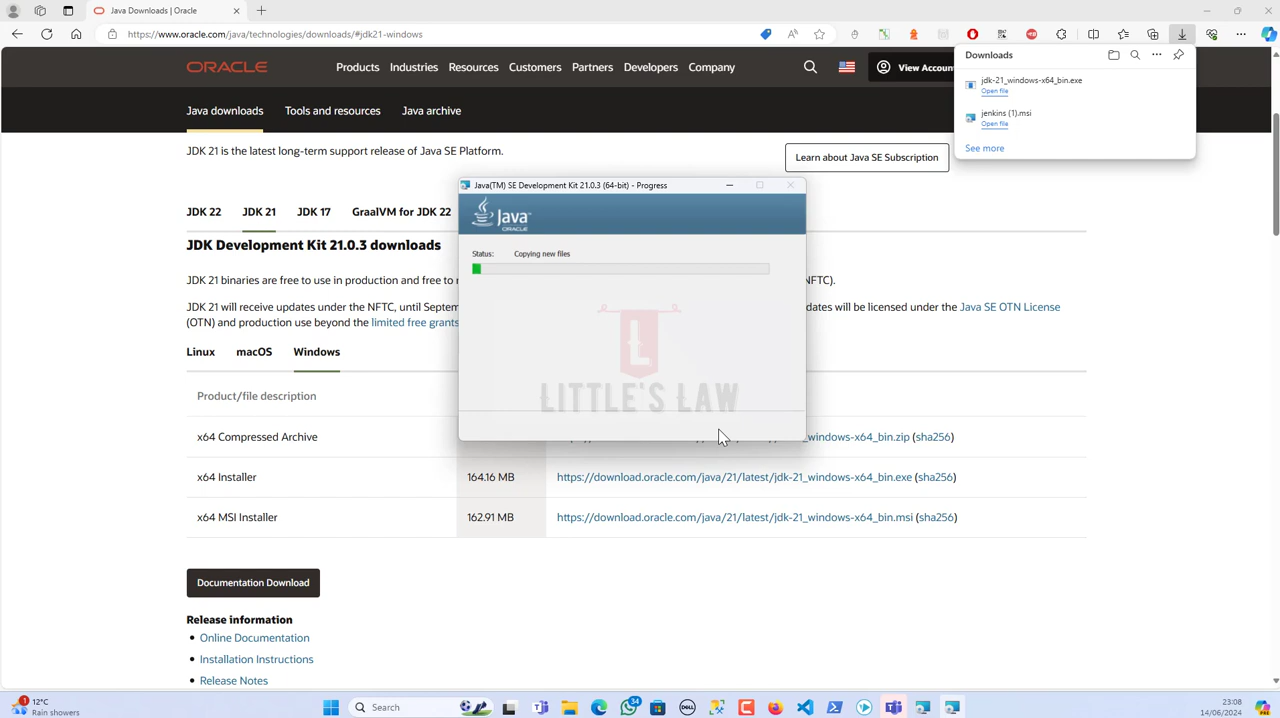 Java Downloads | Oracle
https://www.oracle.com/java/technologies/downloads/#jdk21-windows
ORACLE
Products Industries Resources Customers Partners Developers Company
View Accoun
Downloads
jdk-21_windows-x64_bin.exe
Open file
jenkins (1).msi
Open file
See more
Java downloads Tools and resources Java archive
JDK 21 is the latest long-term support release of Java SE Platform.
Learn about Java SE Subscription
JDK 22 JDK 21 JDK 17 GraalVM for JDK 22
Java(TM) SE Development Kit 21.0.3 (64-bit) - Progress
Java
ORACLE
Status: Copying new files
LITTLE'S LAW
JDK Development Kit 21.0.3 downloads
JDK 21 binaries are free to use in production and free to NFTC).
JDK 21 will receive updates under the NFTC, until Septem dates will be licensed under the Java SE OTN License
(OTN) and production use beyond the limited free grants
Linux macOS Windows
Product/file description
x64 Compressed Archive _windows-x64_bin.zip (sha256)
x64 Installer 164.16 MB https://download.oracle.com/java/21/latest/jdk-21_windows-x64_bin.exe (sha256)
x64 MSI Installer 162.91 MB https://download.oracle.com/java/21/latest/jdk-21_windows-x64_bin.msi (sha256)
Documentation Download
Release information
Online Documentation
Installation Instructions
Release Notes
12°C
Rain showers
Search
34
DELL
23:08
14/06/2024